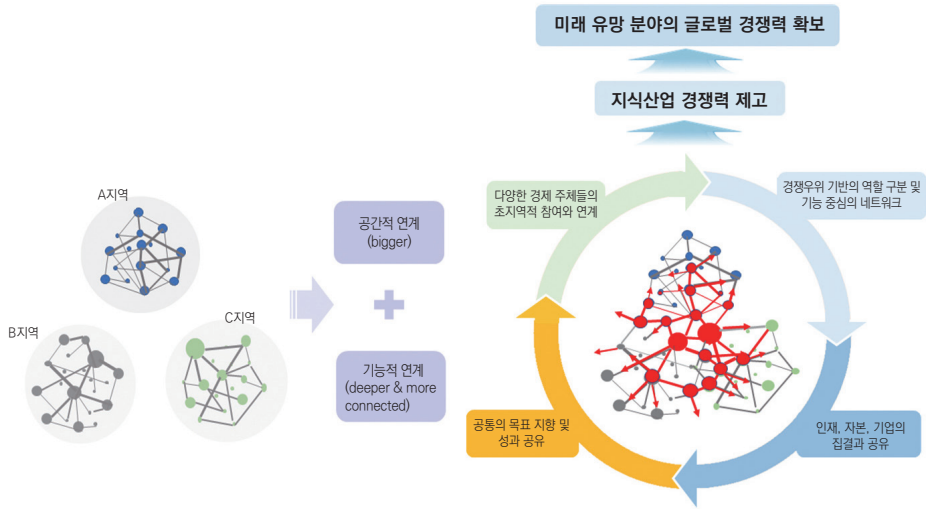 미래 유망 분야의 글로벌 경쟁력 확보
지식산업 경쟁력 제고
A지역
B지역
C지역
공간적 연계
(bigger)
기능적 연계
(deeper & more
connected)
다양한 경제 주체들의
초지역적 참여와 연계
경쟁우위 기반의 역할 구분 및
기능 중심의 네트워크
공통의 목표 지향 및
성과 공유
인재, 자본, 기업의
집결과 공유